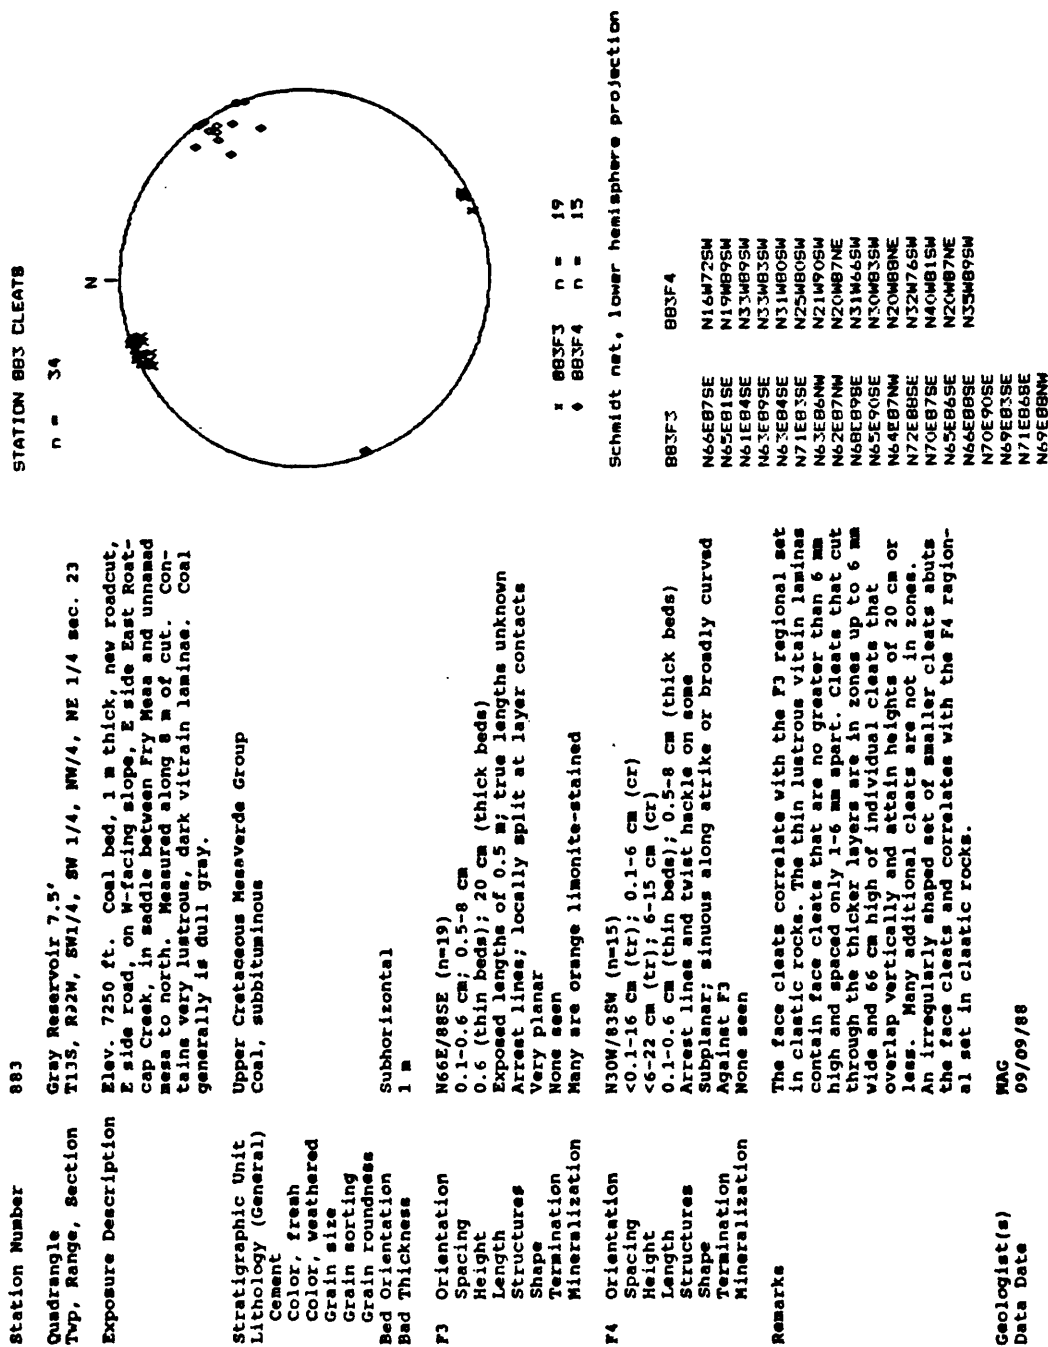 Station Number 883
Quadrangle Gray Reservoir 7.5'
Twp, Range, Section T13S, R22W, SW1/4, NW/4, SW 1/4, NE 1/4 sec. 23
Exposure Description Elev. 7250 ft. Coal bed, 1 m thick, new roadcut,
E side road, on W-facing slope, E side East Roat-
cap Creek, in saddle between Fry Mesa and unnamed
mesa to north. Measured along 8 m of cut. Con-
tains very lustrous, dark vitrain laminae. Coal
generally is dull gray.
Stratigraphic Unit Upper Cretaceous Mesaverde Group
Lithology (General) Coal, subbituminous
Cement
Color, fresh
Color, weathered
Grain size
Grain sorting
Grain roundness
Bed Orientation Subhorizontal
Bed Thickness 1 m
F3 Orientation N66E/88SE (n=19)
Spacing 0.1-0.6 cm; 0.5-8 cm
Height 0.6 (thin beds); 20 cm (thick beds)
Length Exposed lengths of 0.5 m; true lengths unknown
Structures Arrest lines; locally split at layer contacts
Shape Very planar
Termination None seen
Mineralization Many are orange limonite-stained
F4 Orientation N30W/83SW (n=15)
Spacing <0.1-16 cm (tr); 0.1-6 cm (cr)
Height <6-22 cm (tr); 6-15 cm (cr)
Length 0.1-0.6 cm (thin beds); 0.5-8 cm (thick beds)
Structures Arrest lines and twist hackle on some
Shape Subplanar; sinuous along strike or broadly curved
Termination Against F3
Mineralization None seen
Remarks The face cleats correlate with the F3 regional set
in clastic rocks. The thin lustrous vitain laminas
contain face cleats that are no greater than 6 mm
high and spaced only 1-6 mm apart. Cleats that cut
through the thicker layers are in zones up to 6 mm
wide and 66 cm high of individual cleats that
overlap vertically and attain heights of 20 cm or
less. Many additional cleats are not in zones.
An irregularly shaped set of smaller cleats abuts
the face cleats and correlates with the F4 region-
al set in clastic rocks.
Geologist(s) MAG
Data Date 09/09/88
STATION 883 CLEATS
n = 34
N
x 883F3 n = 19
◆ 883F4 n = 15
Schmidt net, lower hemisphere projection
883F3 883F4
N66E87SE N16W72SW
N65E81SE N19W89SW
N61E84SE N33W89SW
N63E89SE N33W83SW
N63E84SE N31W80SW
N71E83SE N25W80SW
N63E86NW N21W90SW
N62E87NW N20W87NE
N68E89SE N31W66SW
N65E90SE N30W83SW
N64E87NW N20W88NE
N72E88SE N32W76SW
N70E87SE N40W81SW
N65E86SE N20W87NE
N66E88SE N35W89SW
N70E90SE
N69E83SE
N71E86SE
N69E88NW